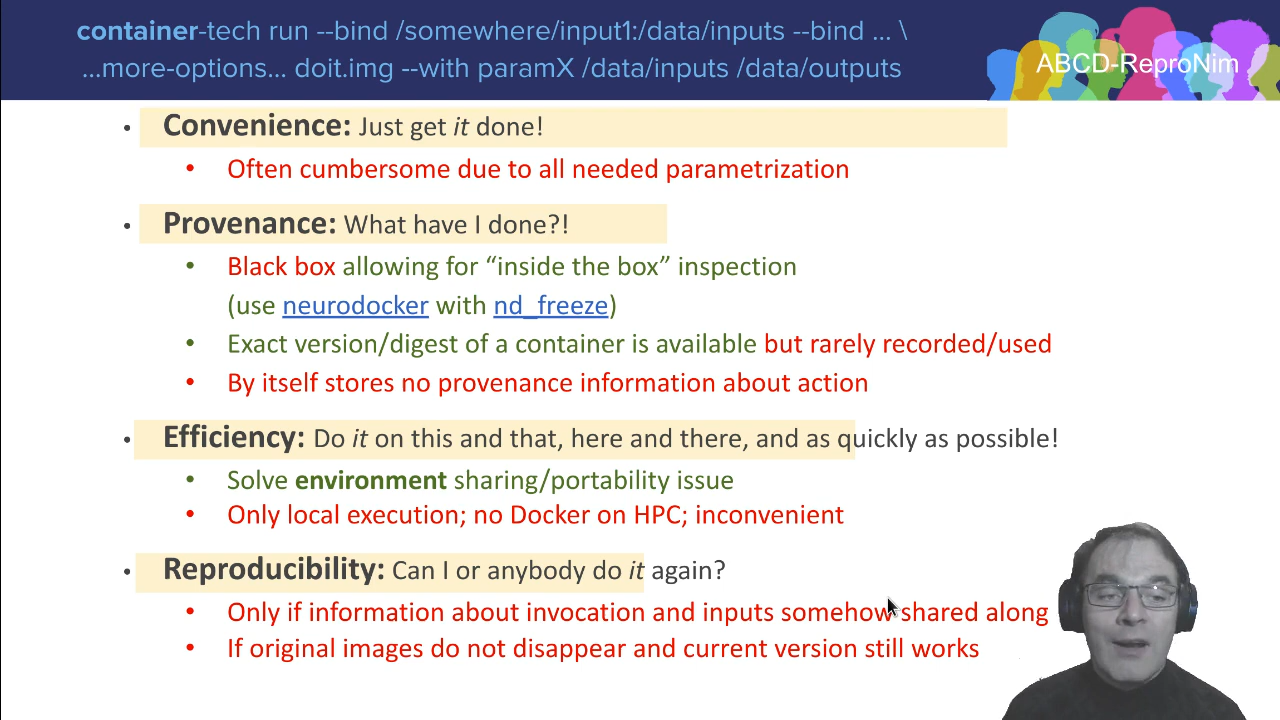 container-tech run --bind /somewhere/input1:/data/inputs --bind ... \
...more-options... doit.img --with paramX /data/inputs /data/outputs
ABCD-ReproNim
• Convenience: Just get it done!
• Often cumbersome due to all needed parametrization
• Provenance: What have I done?!
• Black box allowing for “inside the box” inspection
(use neurodocker with nd_freeze)
• Exact version/digest of a container is available but rarely recorded/used
• By itself stores no provenance information about action
• Efficiency: Do it on this and that, here and there, and as quickly as possible!
• Solve environment sharing/portability issue
• Only local execution; no Docker on HPC; inconvenient
• Reproducibility: Can I or anybody do it again?
• Only if information about invocation and inputs somehow shared along
• If original images do not disappear and current version still works